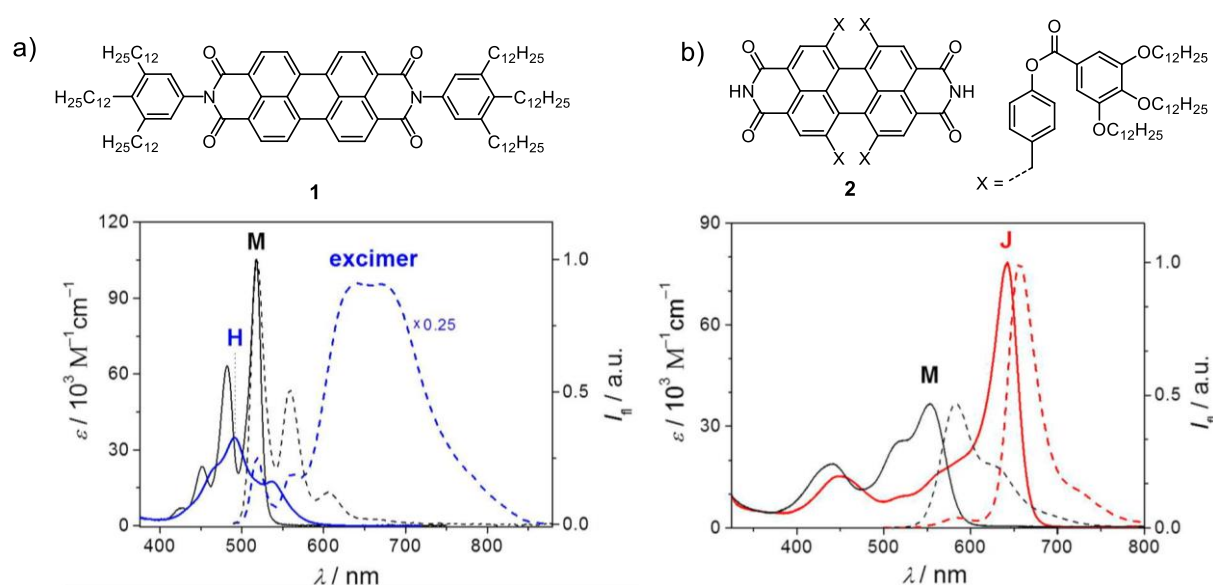 a)
H₂₅C₁₂
C₁₂H₂₅
H₂₅C₁₂
N
N
C₁₂H₂₅
H₂₅C₁₂
C₁₂H₂₅
O
O
O
O
1
b)
X
X
O
O
HN
NH
O
O
X
X
2
O
O
OC₁₂H₂₅
OC₁₂H₂₅
OC₁₂H₂₅
X =
120
90
60
30
0
ε / 10³ M⁻¹cm⁻¹
M
H
excimer
x 0.25
1.0
0.5
0.0
I_fl / a.u.
400 500 600 700 800
λ / nm
90
60
30
0
ε / 10³ M⁻¹cm⁻¹
M
J
1.0
0.5
0.0
I_fl / a.u.
400 500 600 700 800
λ / nm